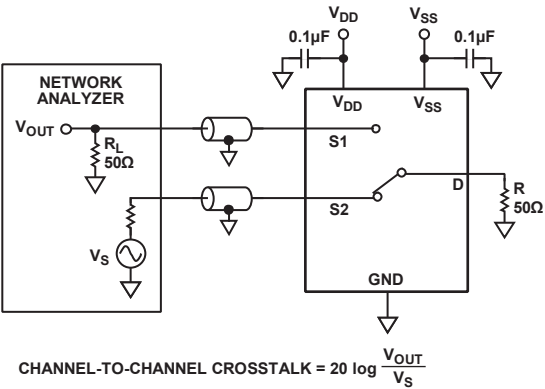 VDD
VSS
0.1µF
0.1µF
NETWORK
ANALYZER
VDD
VSS
VOUT
RL
50Ω
S1
S2
D
R
50Ω
VS
GND
CHANNEL-TO-CHANNEL CROSSTALK = 20 log VOUT
VS